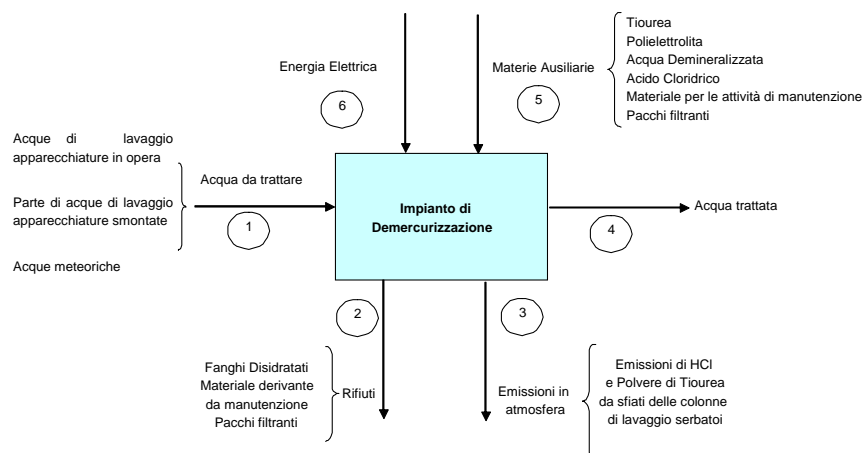 Tiourea
Polielettrolita
Acqua Demineralizzata
Acido Cloridrico
Materiale per le attività di manutenzione
Pacchi filtranti
Energia Elettrica
Materie Ausiliarie
6
5
Acque di lavaggio
apparecchiature in opera
Parte di acque di lavaggio
apparecchiature smontate
Acque meteoriche
Acqua da trattare
1
Impianto di
Demercurizzazione
4
Acqua trattata
2
3
Fanghi Disidratati
Materiale derivante
da manutenzione
Pacchi filtranti
Rifiuti
Emissioni in
atmosfera
Emissioni di HCl
e Polvere di Tiourea
da sfiati delle colonne
di lavaggio serbatoi